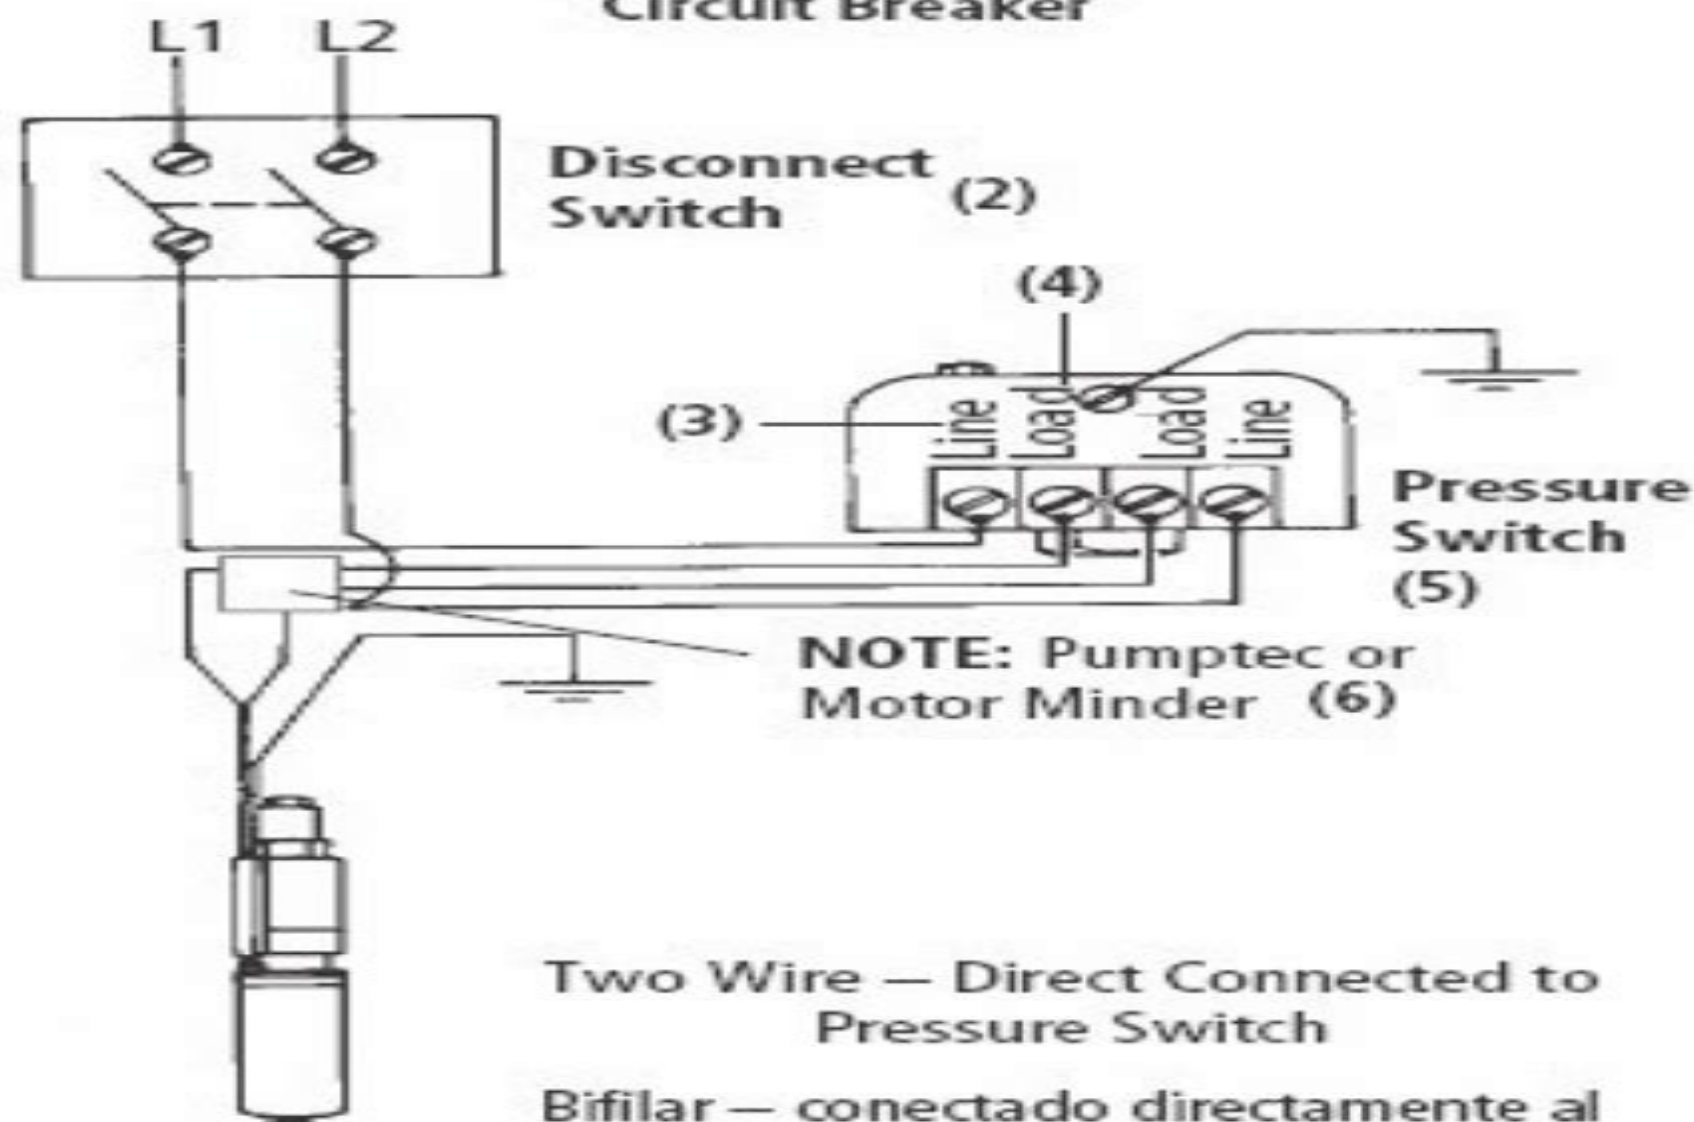 Circuit Breaker
L1 L2
Disconnect
Switch (2)
(4)
(3)
Line Load Load Line
Pressure
Switch
(5)
NOTE: Pumptec or
Motor Minder (6)
Two Wire – Direct Connected to
Pressure Switch
Bifilar – conectado directamente al